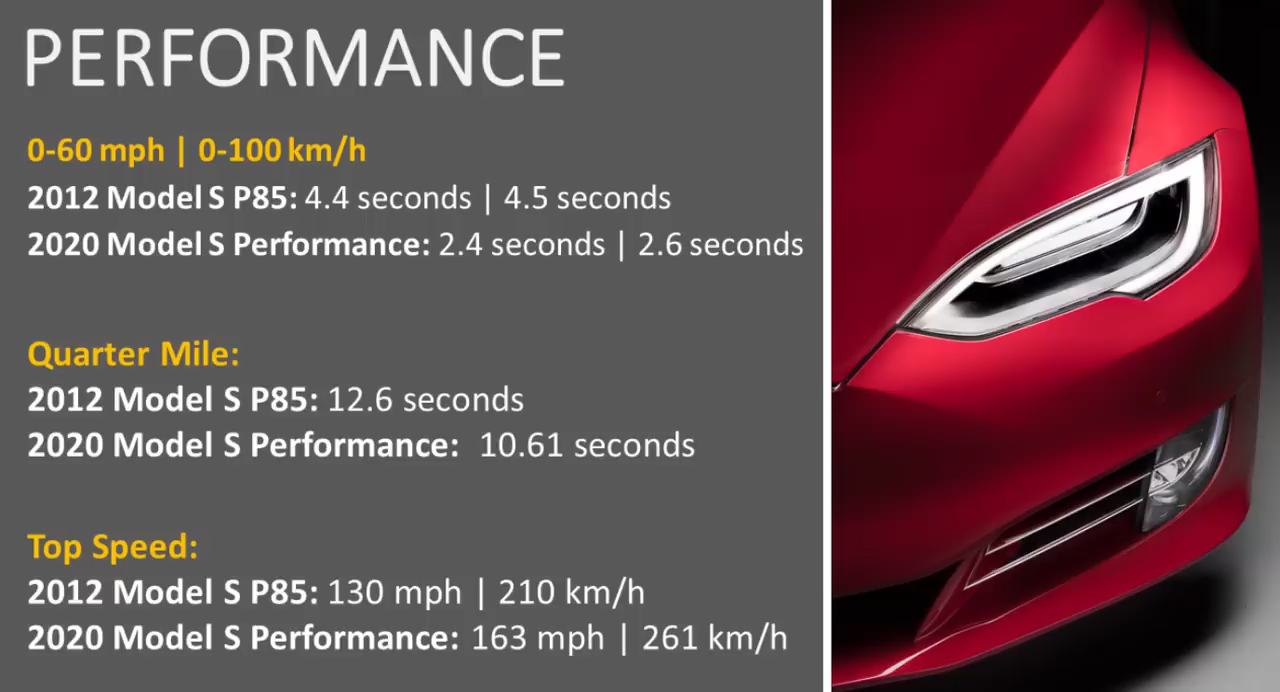 PERFORMANCE
0-60 mph | 0-100 km/h
2012 Model S P85: 4.4 seconds | 4.5 seconds
2020 Model S Performance: 2.4 seconds | 2.6 seconds
Quarter Mile:
2012 Model S P85: 12.6 seconds
2020 Model S Performance: 10.61 seconds
Top Speed:
2012 Model S P85: 130 mph | 210 km/h
2020 Model S Performance: 163 mph | 261 km/h